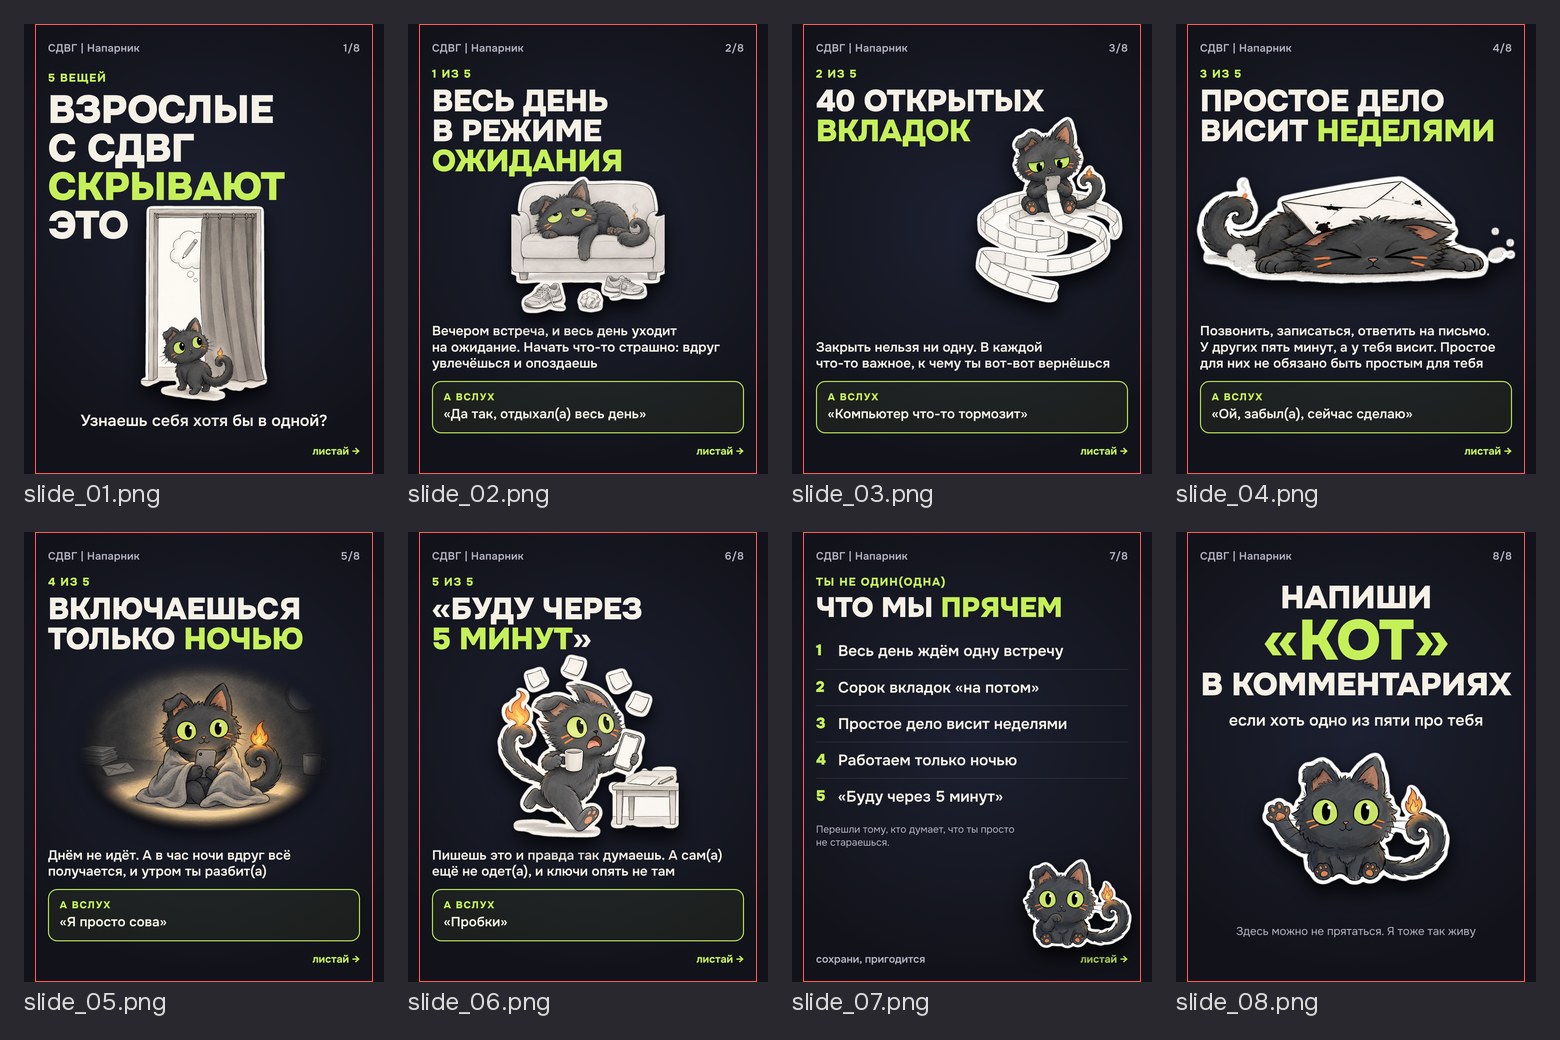 СДВГ | Напарник
1/8
5 ВЕЩЕЙ
ВЗРОСЛЫЕ
С СДВГ
СКРЫВАЮТ
ЭТО
Узнаешь себя хотя бы в одной?
листай →
slide_01.png
СДВГ | Напарник
2/8
1 ИЗ 5
ВЕСЬ ДЕНЬ
В РЕЖИМЕ
ОЖИДАНИЯ
Вечером встреча, и весь день уходит
на ожидание. Начать что-то страшно: вдруг
увлечёшься и опоздаешь
А ВСЛУХ
«Да так, отдыхал(а) весь день»
листай →
slide_02.png
СДВГ | Напарник
3/8
2 ИЗ 5
40 ОТКРЫТЫХ
ВКЛАДОК
Закрыть нельзя ни одну. В каждой
что-то важное, к чему ты вот-вот вернёшься
А ВСЛУХ
«Компьютер что-то тормозит»
листай →
slide_03.png
СДВГ | Напарник
4/8
3 ИЗ 5
ПРОСТОЕ ДЕЛО
ВИСИТ НЕДЕЛЯМИ
Позвонить, записаться, ответить на письмо.
У других пять минут, а у тебя висит. Простое
для них не обязано быть простым для тебя
А ВСЛУХ
«Ой, забыл(а), сейчас сделаю»
листай →
slide_04.png
СДВГ | Напарник
5/8
4 ИЗ 5
ВКЛЮЧАЕШЬСЯ
ТОЛЬКО НОЧЬЮ
Днём не идёт. А в час ночи вдруг всё
получается, и утром ты разбит(а)
А ВСЛУХ
«Я просто сова»
листай →
slide_05.png
СДВГ | Напарник
6/8
5 ИЗ 5
«БУДУ ЧЕРЕЗ
5 МИНУТ»
Пишешь это и правда так думаешь. А сам(а)
ещё не одет(а), и ключи опять не там
А ВСЛУХ
«Пробки»
листай →
slide_06.png
СДВГ | Напарник
7/8
ТЫ НЕ ОДИН(ОДНА)
ЧТО МЫ ПРЯЧЕМ
1 Весь день ждём одну встречу
2 Сорок вкладок «на потом»
3 Простое дело висит неделями
4 Работаем только ночью
5 «Буду через 5 минут»
Перешли тому, кто думает, что ты просто
не стараешься.
сохрани, пригодится
листай →
slide_07.png
СДВГ | Напарник
8/8
НАПИШИ
«КОТ»
В КОММЕНТАРИЯХ
если хоть одно из пяти про тебя
Здесь можно не прятаться. Я тоже так живу
slide_08.png